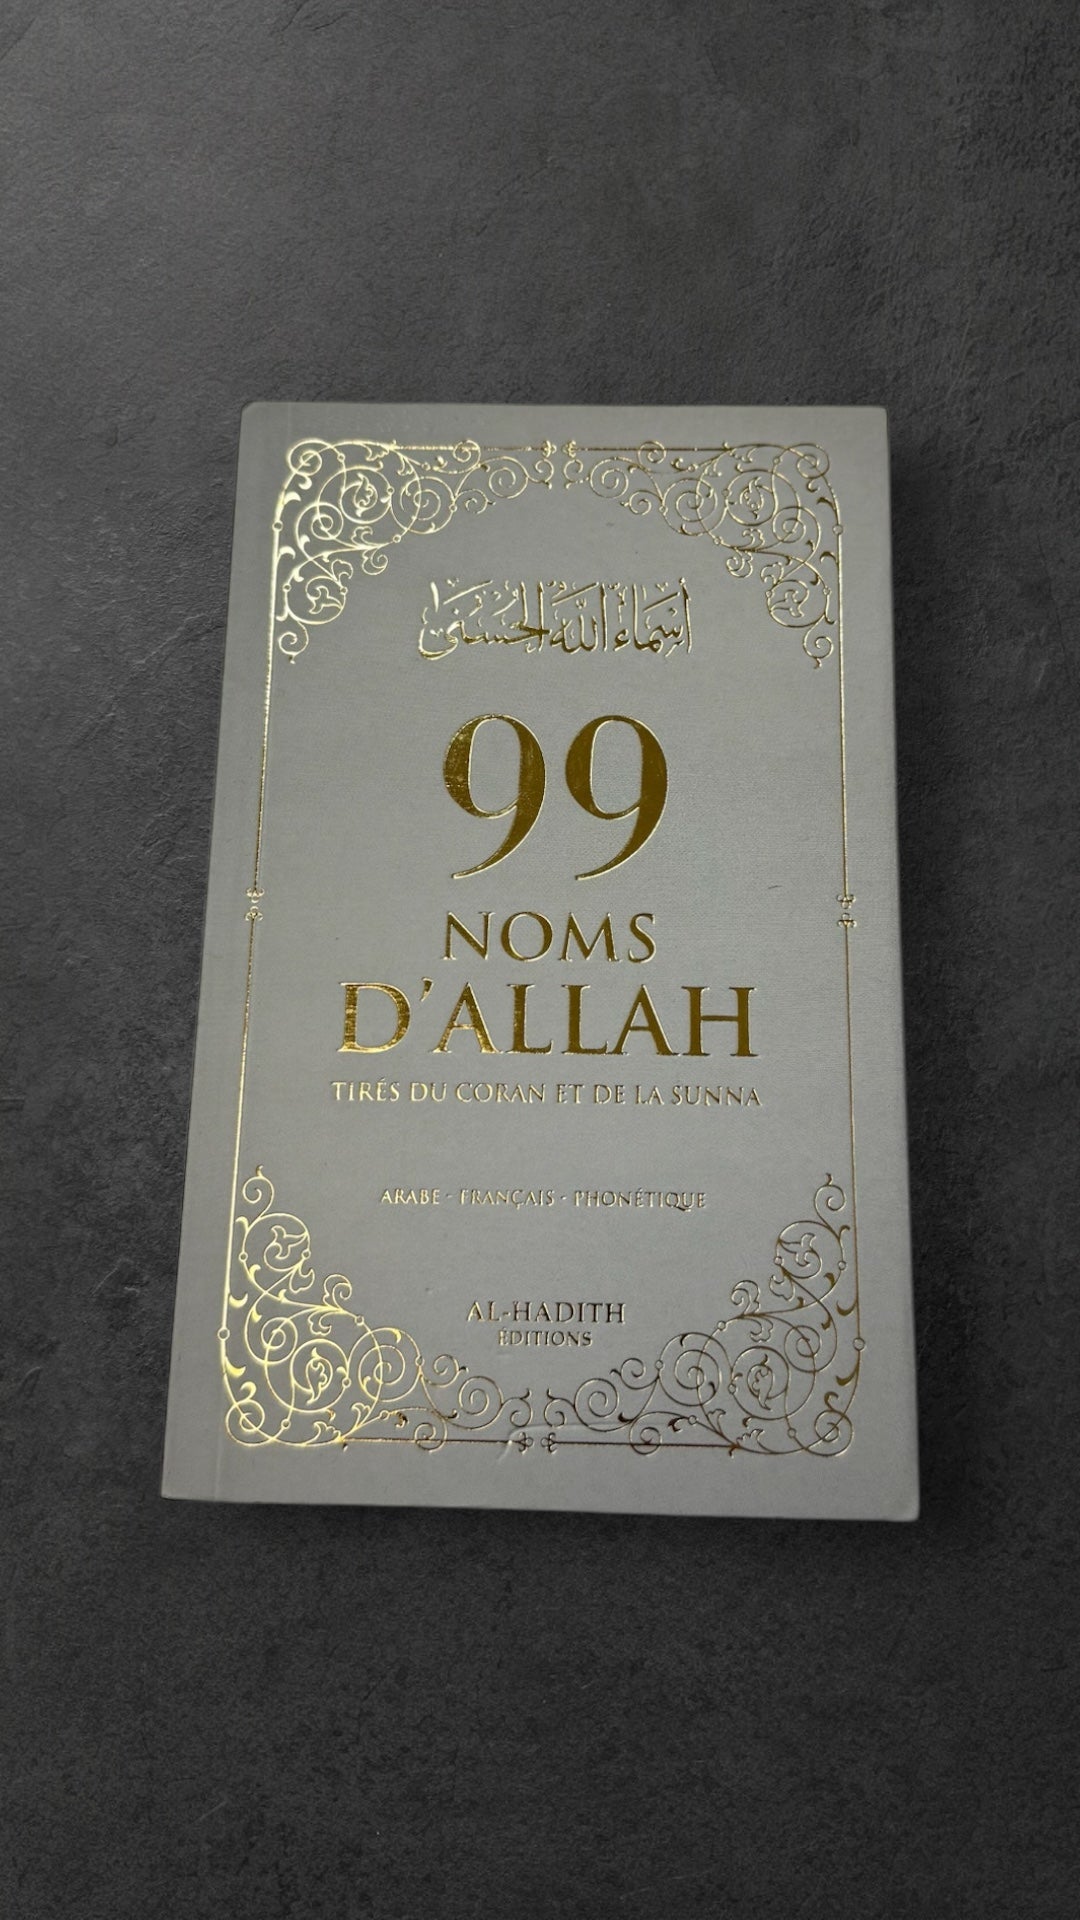 أسماء الله الحسنى
99
NOMS
D'ALLAH
TIRÉS DU CORAN ET DE LA SUNNA
ARABE - FRANÇAIS - PHONÉTIQUE
AL-HADITH
ÉDITIONS